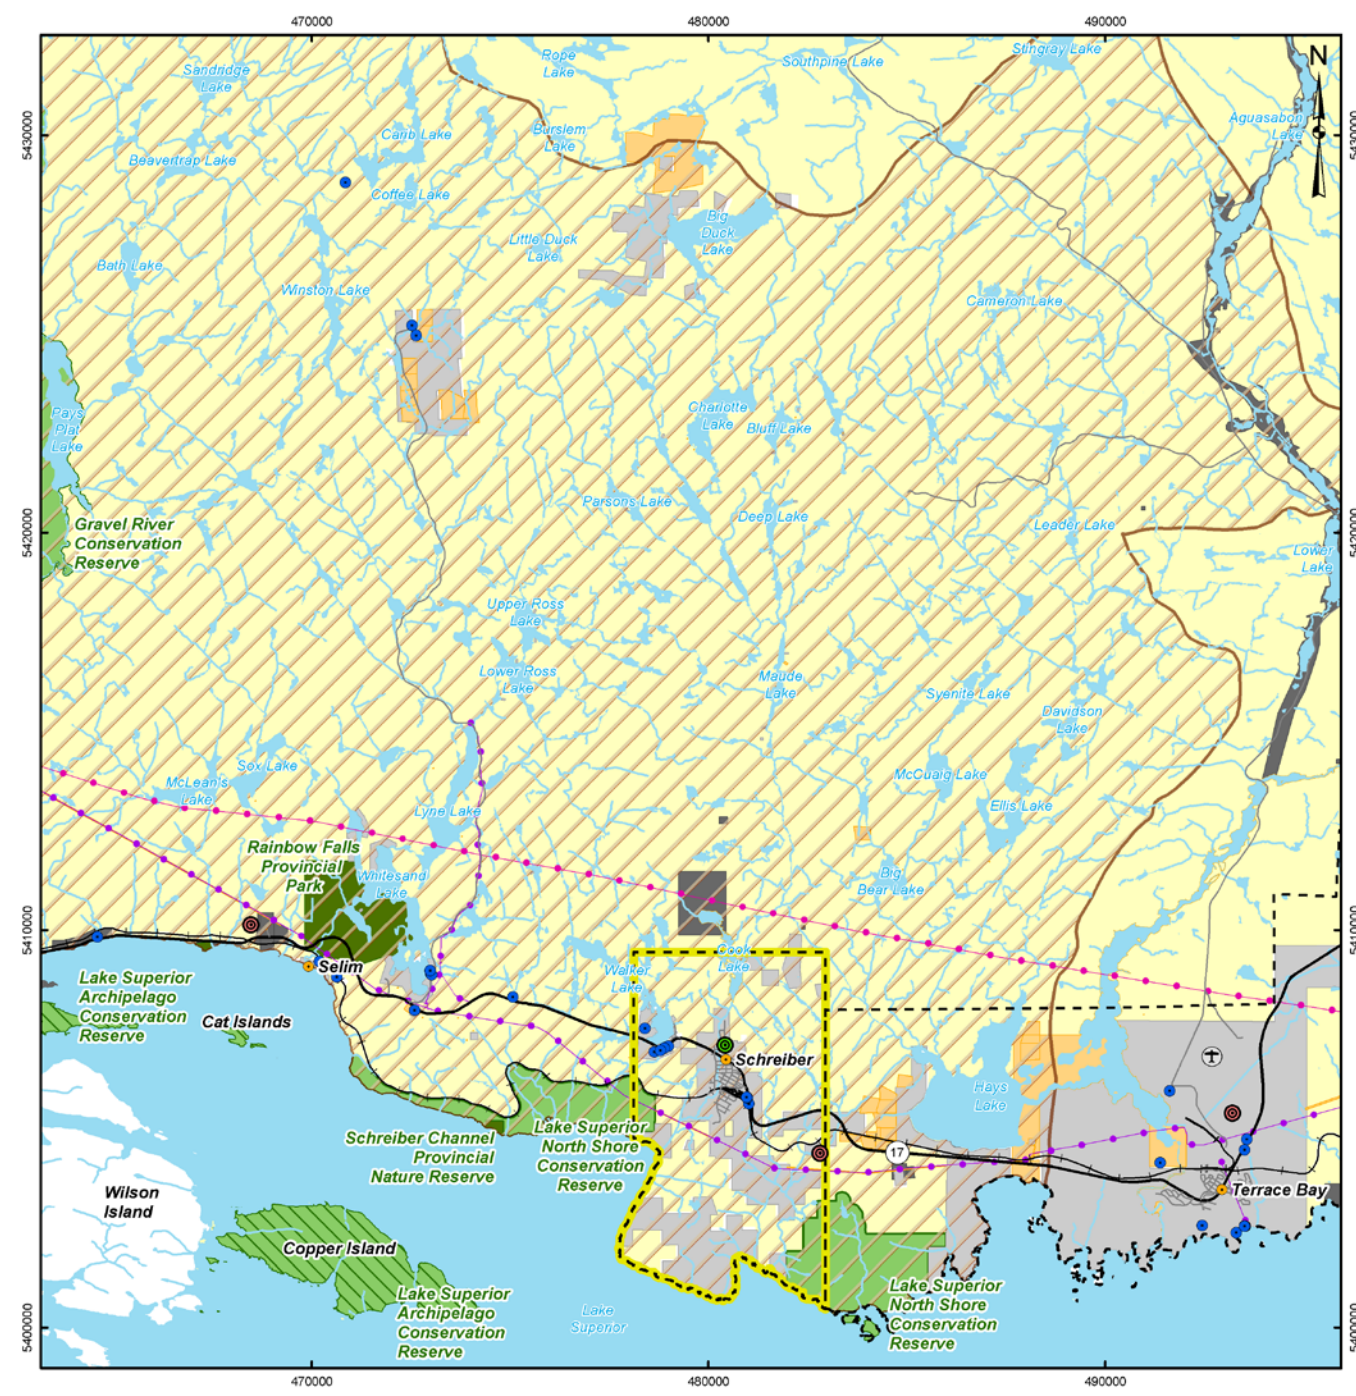 470000
480000
490000
N
Sandridge
Lake
Rope
Lake
Southpine Lake
Stingray Lake
Aguasabon
Lake
5430000
5430000
Carib Lake
Burslem
Lake
Beavertrap Lake
Coffee Lake
Big
Duck
Lake
Little Duck
Lake
Bath Lake
Winston Lake
Cameron Lake
Pays
Plat
Lake
Charlotte
Lake
Bluff Lake
Parsons Lake
Deep Lake
Leader Lake
Gravel River
Conservation
Reserve
5420000
5420000
Lower
Lake
Upper Ross
Lake
Lower Ross
Lake
Maude
Lake
Syenite Lake
Davidson
Lake
Sox Lake
McLean's
Lake
McCuaig Lake
Lyne Lake
Ellis Lake
Rainbow Falls
Provincial
Park
Whitesand
Lake
Big
Bear Lake
5410000
5410000
Cook
Lake
Walker
Lake
Selim
Lake Superior
Archipelago
Conservation
Reserve
Cat Islands
Schreiber
Hays
Lake
Schreiber Channel
Provincial
Nature Reserve
Lake Superior
North Shore
Conservation
Reserve
17
Wilson
Island
Terrace Bay
Copper Island
Lake Superior
Archipelago
Conservation
Reserve
Lake
Superior
Lake Superior
North Shore
Conservation
Reserve
5400000
5400000
470000
480000
490000